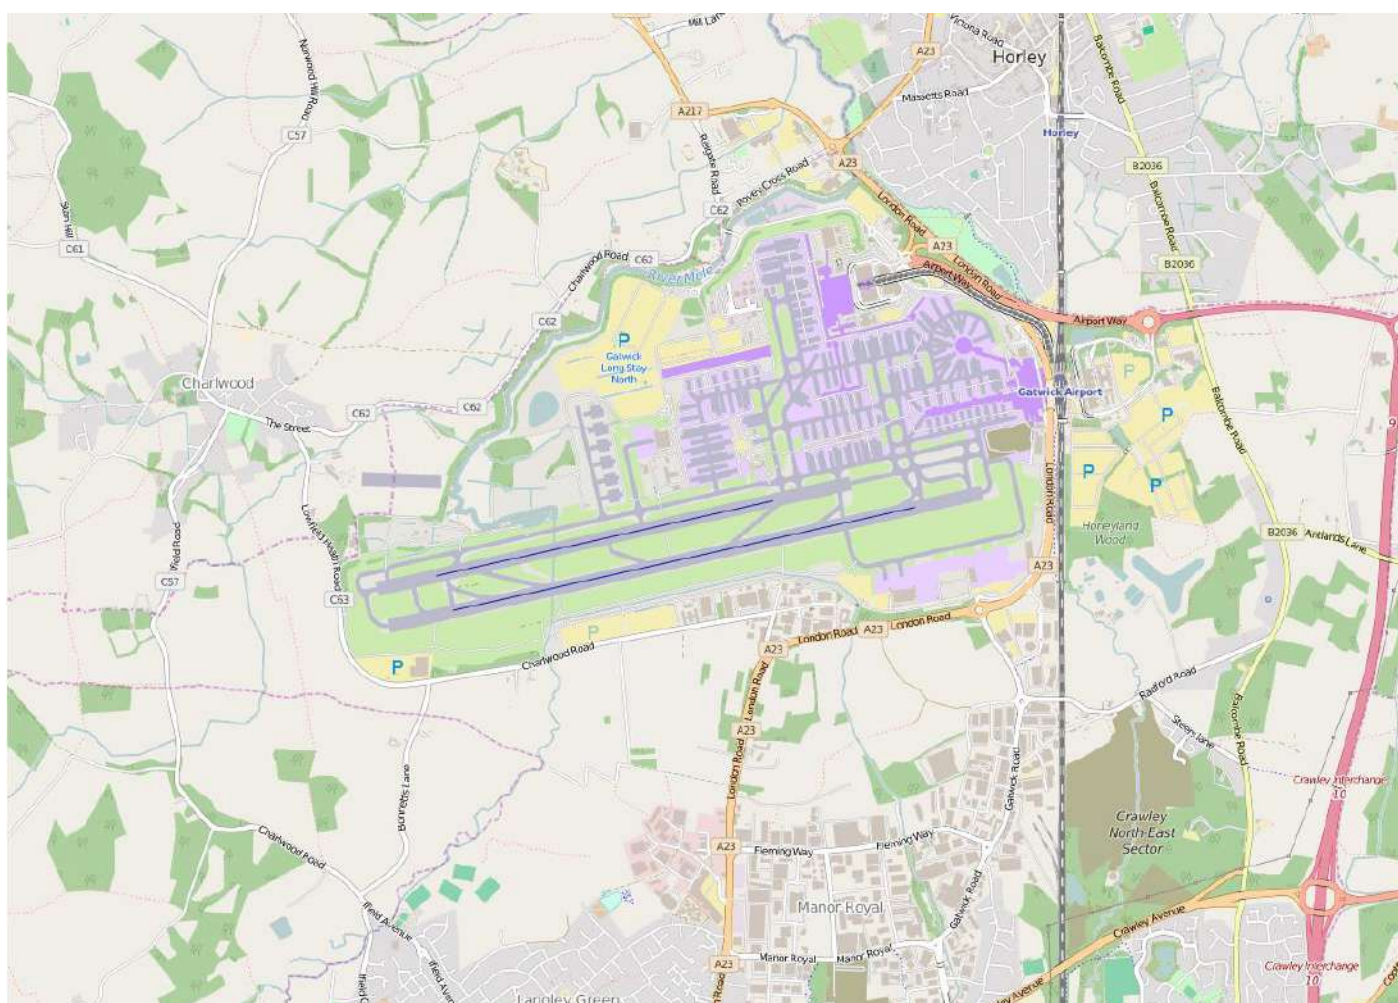 Mill Lane
Victoria Road
Balcombe Road
Norwood Hill Road
A23
Horley
Massetts Road
A217
C57
Horley
A23
B2036
Reigate Road
Povey Cross Road
Balcombe Road
C62
London Road
C61
A23
Charlwood Road
C62
London Road
Airport Way
B2036
River Mole
C62
Airport Way
P
Gatwick
Long Stay
North
P
Charlwood
Gatwick Airport
Balcombe Road
C62
C62
P
The Street
9
P
P
London Road
Lowfield Heath Road
Ifield Road
Honeyland
Wood
B2036
Antlands Lane
A23
C57
C63
P
London Road
A23
London Road
Charlwood Road
A23
P
London Road
Radford Road
Balcombe Road
A23
Steers Lane
Gatwick Road
London Road
Crawley Interchange
10
Bonnetts Lane
Crawley
North-East
Sector
Charlwood Road
A23
Fleming Way
Fleming Way
Gatwick Road
Manor Royal
Ifield Avenue
Crawley Avenue
Manor Royal
Manor Royal
A23
Ifield Avenue
Crawley Interchange
10
Langley Green